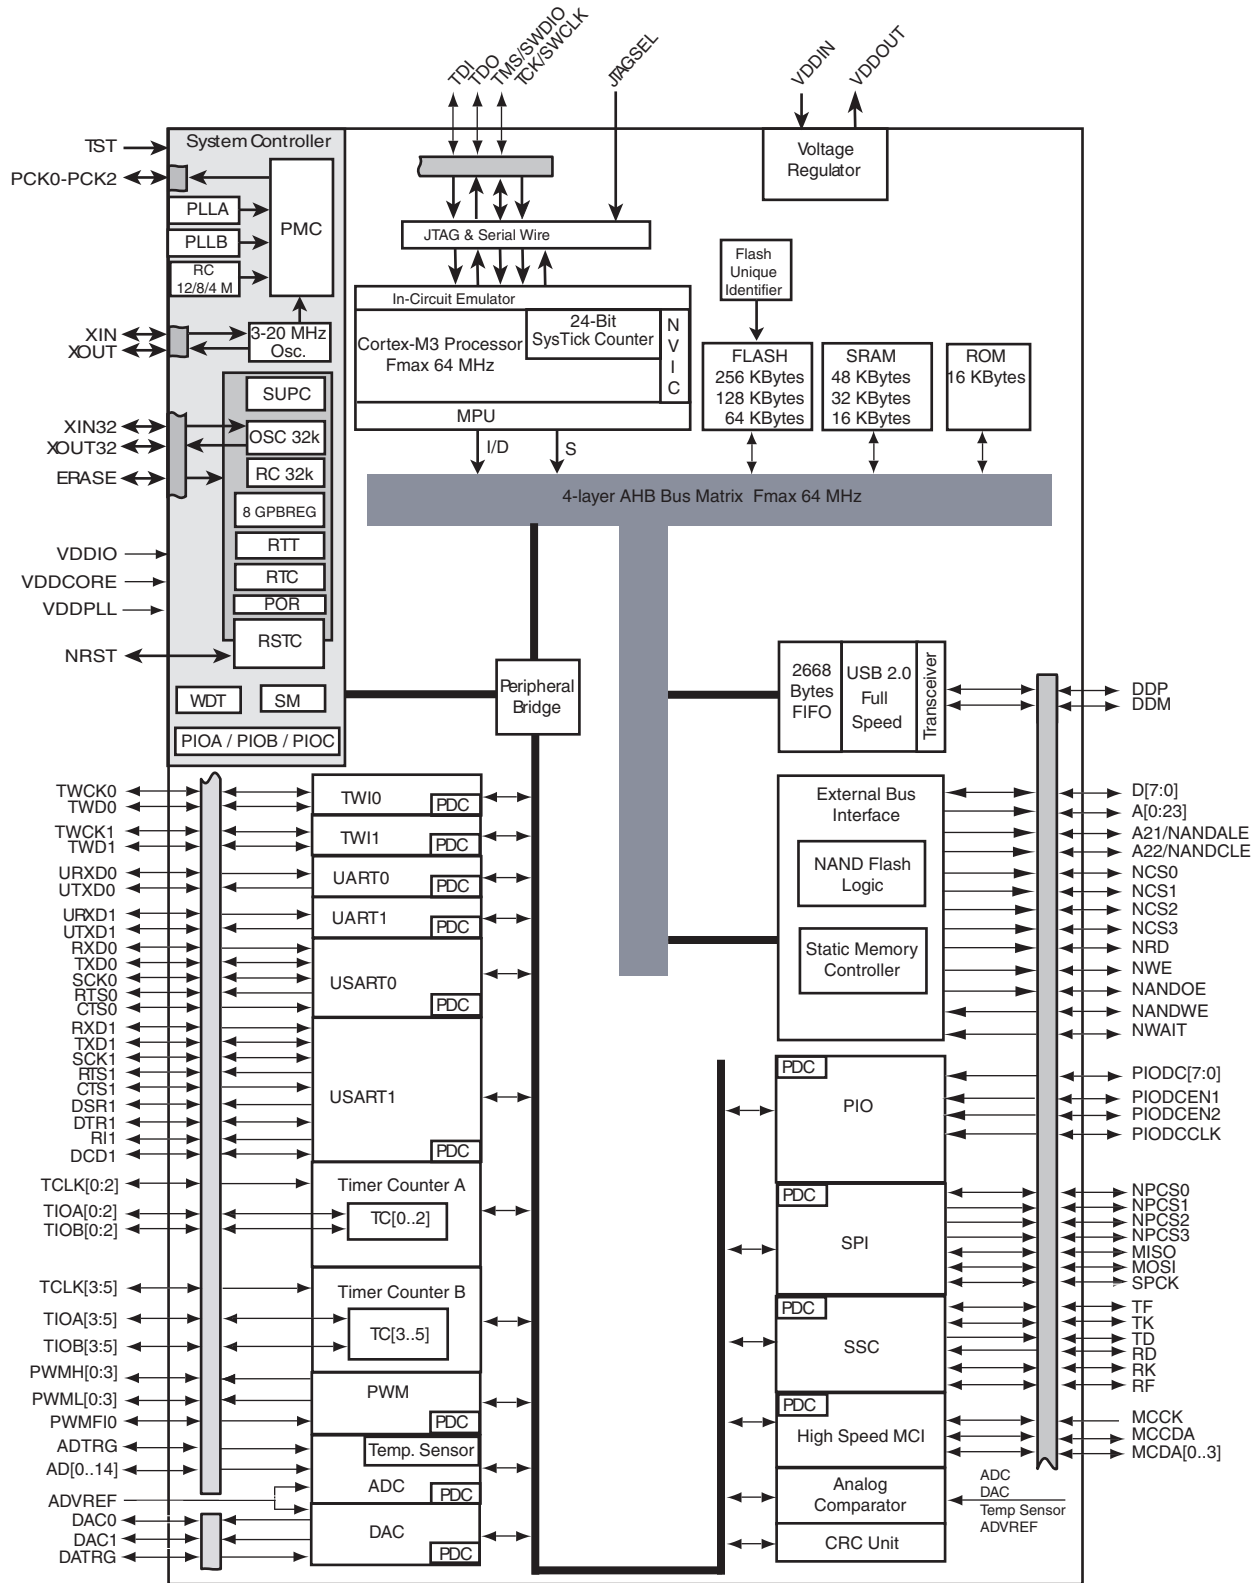 TDI
TDO
TMS/SWDIO
TCK/SWCLK
JTAGSEL
VDDIN
VDDOUT
TST
System Controller
Voltage
Regulator
PCK0-PCK2
PLLA
PMC
PLLB
JTAG & Serial Wire
RC
12/8/4 M
Flash
Unique
Identifier
In-Circuit Emulator
XIN
XOUT
3-20 MHz
Osc.
Cortex-M3 Processor
Fmax 64 MHz
24-Bit
SysTick Counter
N
V
I
C
MPU
FLASH
256 KBytes
128 KBytes
64 KBytes
SRAM
48 KBytes
32 KBytes
16 KBytes
ROM
16 KBytes
SUPC
XIN32
XOUT32
OSC 32k
I/D
S
ERASE
RC 32k
4-layer AHB Bus Matrix Fmax 64 MHz
8 GPBREG
RTT
VDDIO
RTC
VDDCORE
POR
VDDPLL
RSTC
NRST
WDT
SM
PIOA / PIOB / PIOC
Peripheral
Bridge
2668
Bytes
FIFO
USB 2.0
Full
Speed
Transceiver
DDP
DDM
TWCK0
TWD0
TWI0
PDC
TWCK1
TWD1
TWI1
PDC
URXD0
UTXD0
UART0
PDC
URXD1
UTXD1
UART1
PDC
RXD0
TXD0
SCK0
RTS0
CTS0
USART0
PDC
RXD1
TXD1
SCK1
RTS1
CTS1
DSR1
DTR1
RI1
DCD1
USART1
PDC
TCLK[0:2]
TIOA[0:2]
TIOB[0:2]
Timer Counter A
TC[0..2]
TCLK[3:5]
TIOA[3:5]
TIOB[3:5]
Timer Counter B
TC[3..5]
PWMH[0:3]
PWML[0:3]
PWMFI0
PWM
PDC
ADTRG
AD[0..14]
Temp. Sensor
ADC
PDC
ADVREF
DAC0
DAC1
DATRG
DAC
PDC
External Bus
Interface
NAND Flash
Logic
Static Memory
Controller
D[7:0]
A[0:23]
A21/NANDALE
A22/NANDCLE
NCS0
NCS1
NCS2
NCS3
NRD
NWE
NANDOE
NANDWE
NWAIT
PDC
PIO
PIODC[7:0]
PIODCEN1
PIODCEN2
PIODCCLK
PDC
SPI
NPCS0
NPCS1
NPCS2
NPCS3
MISO
MOSI
SPCK
PDC
SSC
TF
TK
TD
RD
RK
RF
PDC
High Speed MCI
MCCK
MCCDA
MCDA[0..3]
Analog
Comparator
ADC
DAC
Temp Sensor
ADVREF
CRC Unit